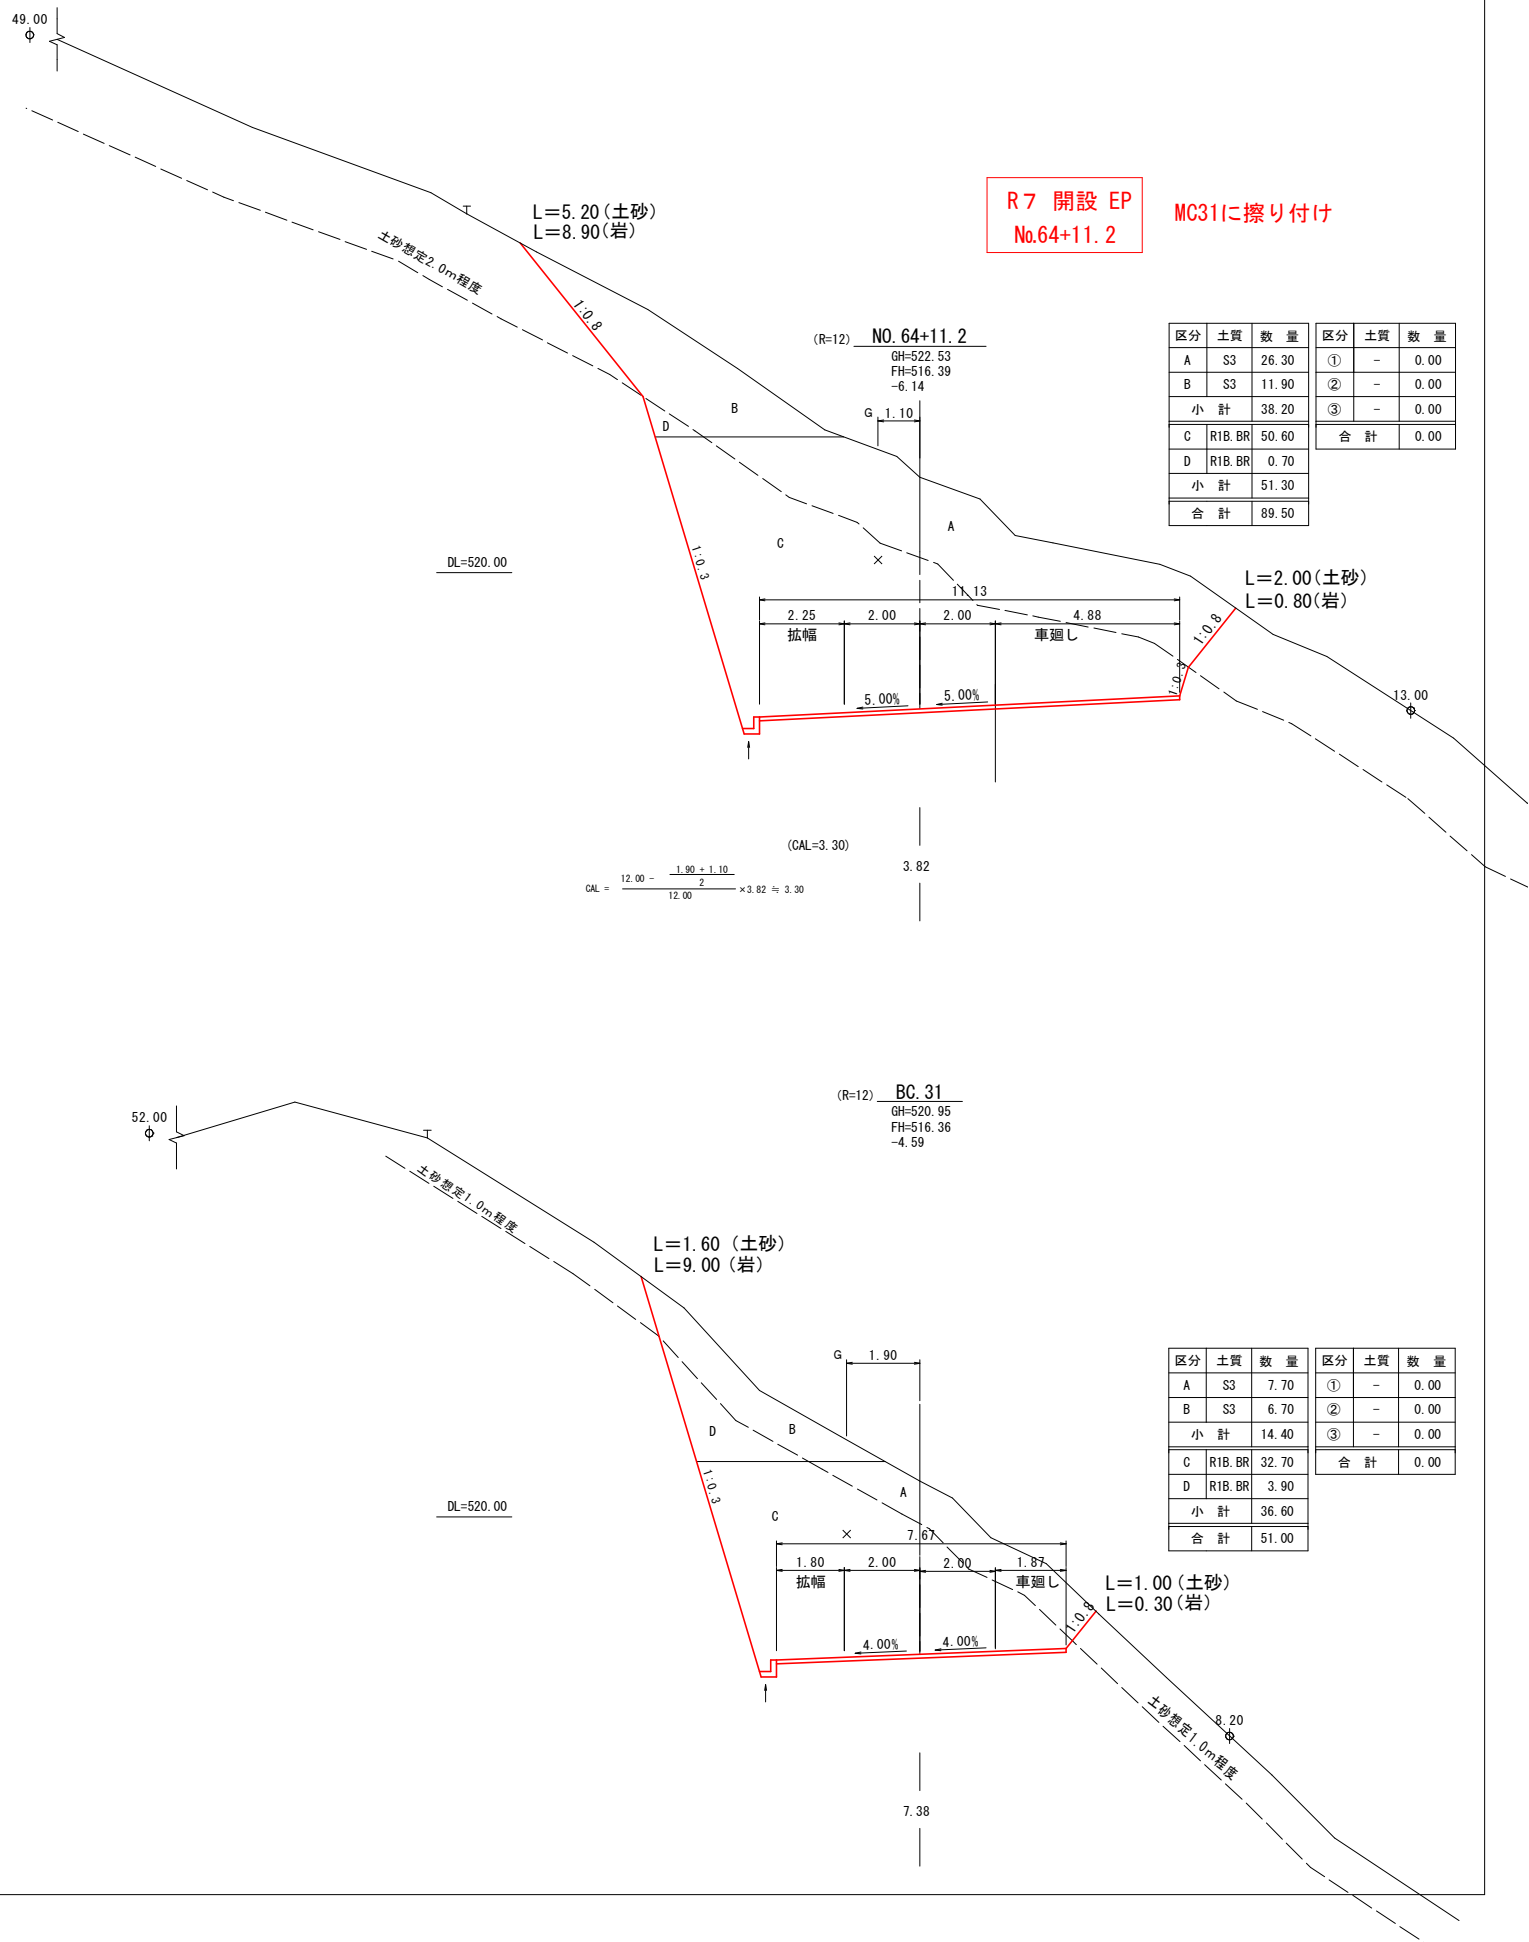 49.00
L=5.20(土砂)
L=8.90(岩)
土砂想定2.0m程度
1:0.8
R7 開設 EP
No.64+11.2
MC31に擦り付け
(R=12) NO.64+11.2
GH=522.53
FH=516.39
-6.14
G 1.10
B
D
A
C
1:0.3
DL=520.00
区分 土質 数 量
A S3 26.30
B S3 11.90
小 計 38.20
C R1B.BR 50.60
D R1B.BR 0.70
小 計 51.30
合 計 89.50
区分 土質 数 量
① - 0.00
② - 0.00
③ - 0.00
合 計 0.00
11.13
2.25 2.00 2.00 4.88
拡幅 車廻し
5.00% 5.00%
L=2.00(土砂)
L=0.80(岩)
1:0.8
1:0.3
13.00
(CAL=3.30)
3.82
CAL = 12.00 - 1.90 + 1.10
2
12.00
×3.82 ≒ 3.30
(R=12) BC.31
GH=520.95
FH=516.36
-4.59
52.00
土砂想定1.0m程度
L=1.60 (土砂)
L=9.00 (岩)
G 1.90
D
B
A
C
1:0.3
DL=520.00
区分 土質 数 量
A S3 7.70
B S3 6.70
小 計 14.40
C R1B.BR 32.70
D R1B.BR 3.90
小 計 36.60
合 計 51.00
区分 土質 数 量
① - 0.00
② - 0.00
③ - 0.00
合 計 0.00
7.67
1.80 2.00 2.00 1.87
拡幅 車廻し
4.00% 4.00%
L=1.00 (土砂)
L=0.30 (岩)
1:0.8
土砂想定1.0m程度
8.20
7.38